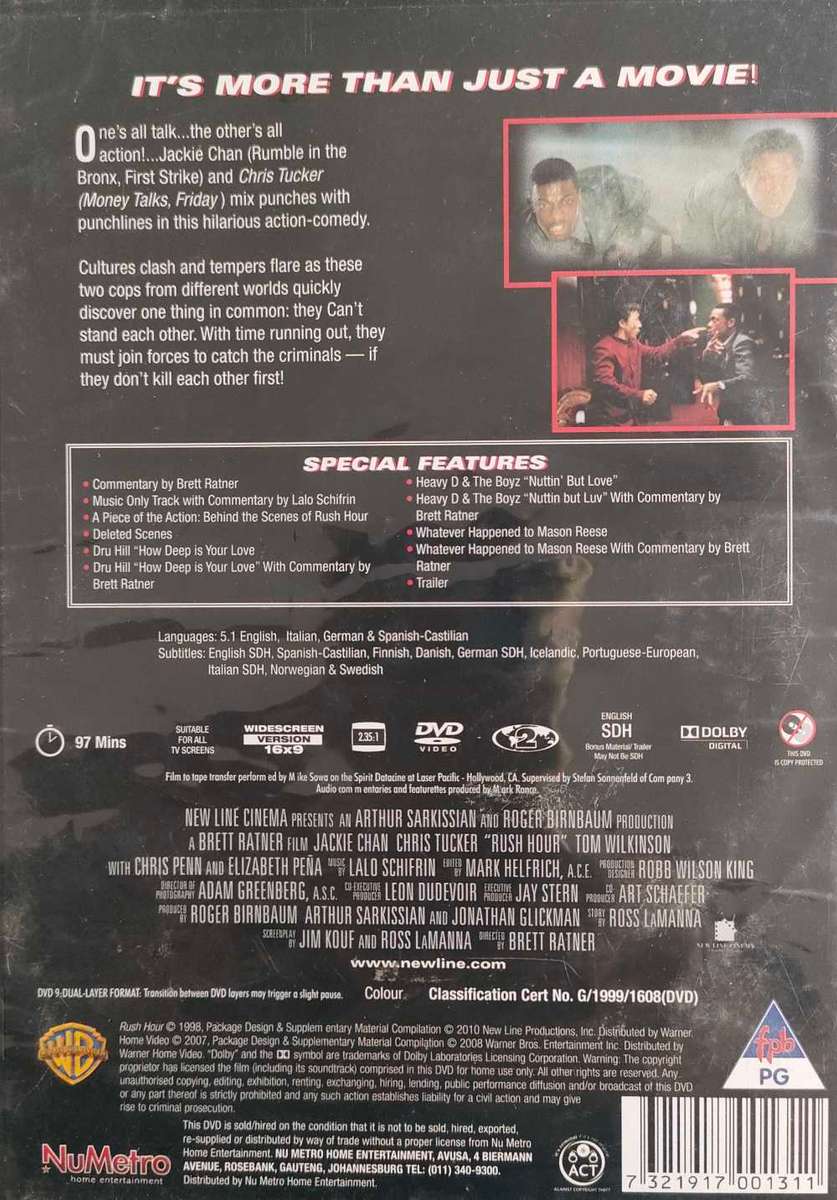 IT'S MORE THAN JUST A MOVIE!
One's all talk...the other's all
action!...Jackie Chan (Rumble in the
Bronx, First Strike) and Chris Tucker
(Money Talks, Friday) mix punches with
punchlines in this hilarious action-comedy.
Cultures clash and tempers flare as these
two cops from different worlds quickly
discover one thing in common: they Can't
stand each other. With time running out, they
must join forces to catch the criminals — if
they don't kill each other first!
SPECIAL FEATURES
• Commentary by Brett Ratner
• Music Only Track with Commentary by Lalo Schifrin
• A Piece of the Action: Behind the Scenes of Rush Hour
• Deleted Scenes
• Dru Hill "How Deep is Your Love
• Dru Hill "How Deep is Your Love" With Commentary by
Brett Ratner
• Heavy D & The Boyz "Nuttin' But Love"
• Heavy D & The Boyz "Nuttin but Luv" With Commentary by
Brett Ratner
• Whatever Happened to Mason Reese
• Whatever Happened to Mason Reese With Commentary by Brett
Ratner
• Trailer
Languages: 5.1 English, Italian, German & Spanish-Castilian
Subtitles: English SDH, Spanish-Castilian, Finnish, Danish, German SDH, Icelandic, Portuguese-European,
Italian SDH, Norwegian & Swedish
97 Mins
SUITABLE
FOR ALL
TV SCREENS
WIDESCREEN
VERSION
16x9
2.35:1
DVD
VIDEO
2
ENGLISH
SDH
Bonus Material/ Trailer
May Not Be SDH
DOLBY
DIGITAL
THIS DVD
IS COPY PROTECTED
Film to tape transfer perform ed by M ike Sowa on the Spirit Datacine at Laser Pacific - Hollywood, CA. Supervised by Stefan Sonnenfeld of Com pany 3.
Audio com m entaries and featurettes produced by Mark Rance.
NEW LINE CINEMA PRESENTS AN ARTHUR SARKISSIAN AND ROGER BIRNBAUM PRODUCTION
A BRETT RATNER FILM JACKIE CHAN CHRIS TUCKER "RUSH HOUR" TOM WILKINSON
WITH CHRIS PENN AND ELIZABETH PEÑA MUSIC BY LALO SCHIFRIN EDITED BY MARK HELFRICH, A.C.E. PRODUCTION DESIGNER ROBB WILSON KING
DIRECTOR OF PHOTOGRAPHY ADAM GREENBERG, A.S.C. CO-EXECUTIVE PRODUCER LEON DUDEVOIR EXECUTIVE PRODUCER JAY STERN CO-PRODUCER ART SCHAEFER
PRODUCED BY ROGER BIRNBAUM ARTHUR SARKISSIAN AND JONATHAN GLICKMAN STORY BY ROSS LAMANNA
SCREENPLAY BY JIM KOUF AND ROSS LAMANNA DIRECTED BY BRETT RATNER
NEW LINE CINEMA
www.newline.com
DVD 9-DUAL-LAYER FORMAT: Transition between DVD layers may trigger a slight pause.
Colour
Classification Cert No. G/1999/1608(DVD)
WB
Rush Hour © 1998, Package Design & Supplem entary Material Compilation © 2010 New Line Productions, Inc. Distributed by Warner
Home Video © 2007, Package Design & Supplementary Material Compilation © 2008 Warner Bros. Entertainment Inc. Distributed by
Warner Home Video. "Dolby" and the DD symbol are trademarks of Dolby Laboratories Licensing Corporation. Warning: The copyright
proprietor has licensed the film (including its soundtrack) comprised in this DVD for home use only. All other rights are reserved. Any
unauthorised copying, editing, exhibition, renting, exchanging, hiring, lending, public performance diffusion and/or broadcast of this DVD
or any part thereof is strictly prohibited and any such action establishes liability for a civil action and may give
rise to criminal prosecution.
fpb
PG
NuMetro
home entertainment
This DVD is sold/hired on the condition that it is not to be sold, hired, exported,
re-supplied or distributed by way of trade without a proper license from Nu Metro
Home Entertainment. NU METRO HOME ENTERTAINMENT, AVUSA, 4 BIERMANN
AVENUE, ROSEBANK, GAUTENG, JOHANNESBURG TEL: (011) 340-9300.
Distributed by Nu Metro Home Entertainment.
ACT
AGAINST COPYRIGHT THEFT
7 321917 001311